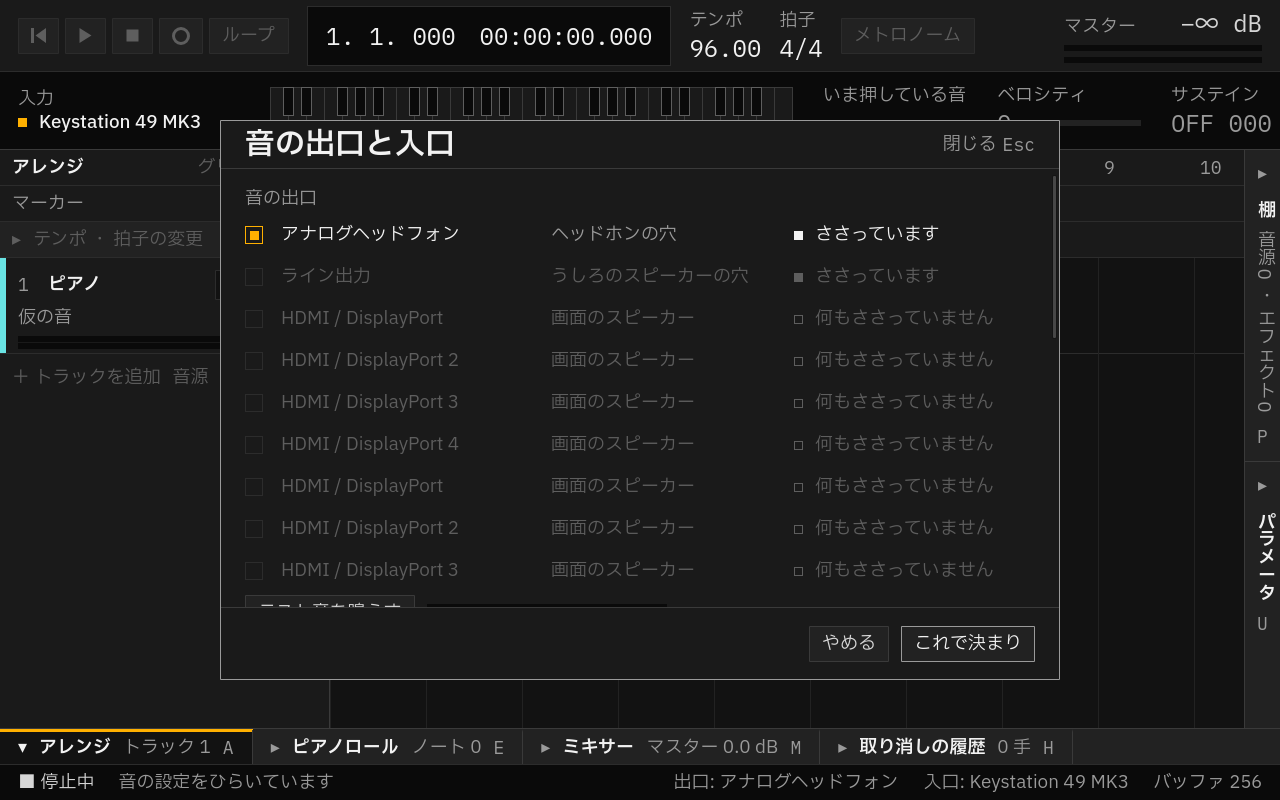 ループ
1. 1. 000 00:00:00.000
テンポ 拍子
96.00 4/4
メトロノーム
マスター −∞ dB
入力
Keystation 49 MK3
いま押している音 ベロシティ サステイン
OFF 000
音の出口と入口 閉じる Esc
アレンジ
9 10
マーカー
▸ テンポ ・ 拍子の変更
1 ピアノ
仮の音
＋ トラックを追加 音源
音の出口
アナログヘッドフォン ヘッドホンの穴 ささっています
ライン出力 うしろのスピーカーの穴 ささっています
HDMI / DisplayPort 画面のスピーカー 何もささっていません
HDMI / DisplayPort 2 画面のスピーカー 何もささっていません
HDMI / DisplayPort 3 画面のスピーカー 何もささっていません
HDMI / DisplayPort 4 画面のスピーカー 何もささっていません
HDMI / DisplayPort 画面のスピーカー 何もささっていません
HDMI / DisplayPort 2 画面のスピーカー 何もささっていません
HDMI / DisplayPort 3 画面のスピーカー 何もささっていません
やめる これで決まり
▸ 棚 音源0 ・ エフェクト0 P
▸ パラメータ U
▾ アレンジ トラック 1 A ▸ ピアノロール ノート 0 E ▸ ミキサー マスター 0.0 dB M ▸ 取り消しの履歴 0 手 H
■ 停止中 音の設定をひらいています 出口: アナログヘッドフォン 入口: Keystation 49 MK3 バッファ 256